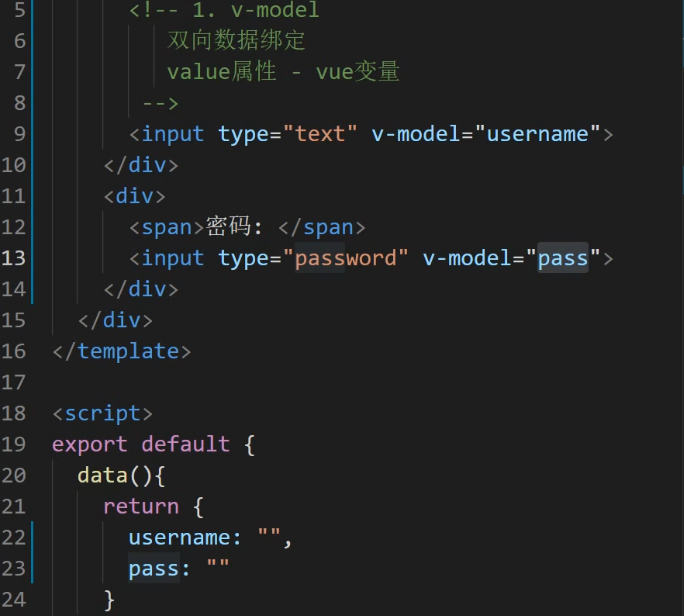 5 <!-- 1. v-model
6 双向数据绑定
7 value属性 - vue变量
8 -->
9 <input type="text" v-model="username">
10 </div>
11 <div>
12 <span>密码: </span>
13 <input type="password" v-model="pass">
14 </div>
15 </div>
16 </template>
17
18 <script>
19 export default {
20 data(){
21 return {
22 username: "",
23 pass: ""
24 }